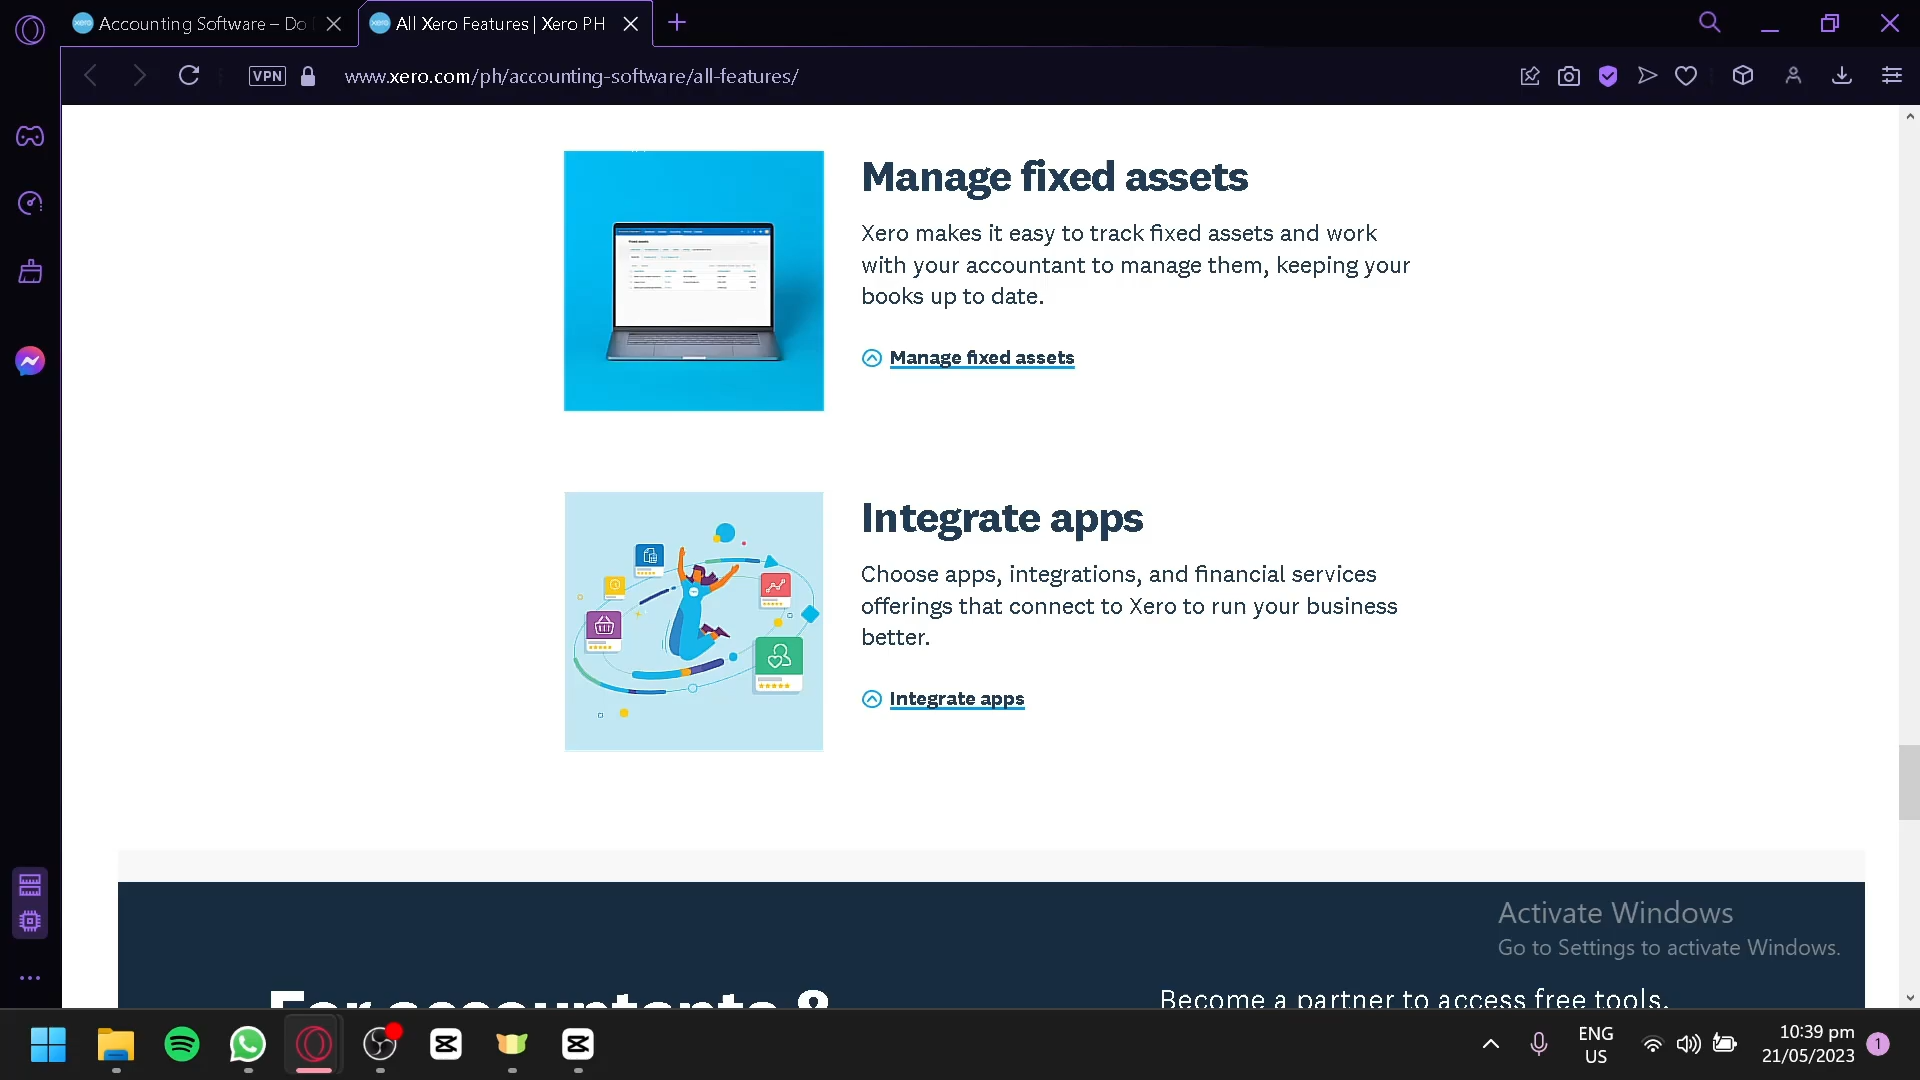 Accounting Software – Do
All Xero Features | Xero PH
VPN
www.xero.com/ph/accounting-software/all-features/
Manage fixed assets
Xero makes it easy to track fixed assets and work
with your accountant to manage them, keeping your
books up to date.
Manage fixed assets
Integrate apps
Choose apps, integrations, and financial services
offerings that connect to Xero to run your business
better.
Integrate apps
Activate Windows
Go to Settings to activate Windows.
For accountants &
Become a partner to access free tools.
ENG
US
10:39 pm
21/05/2023
1